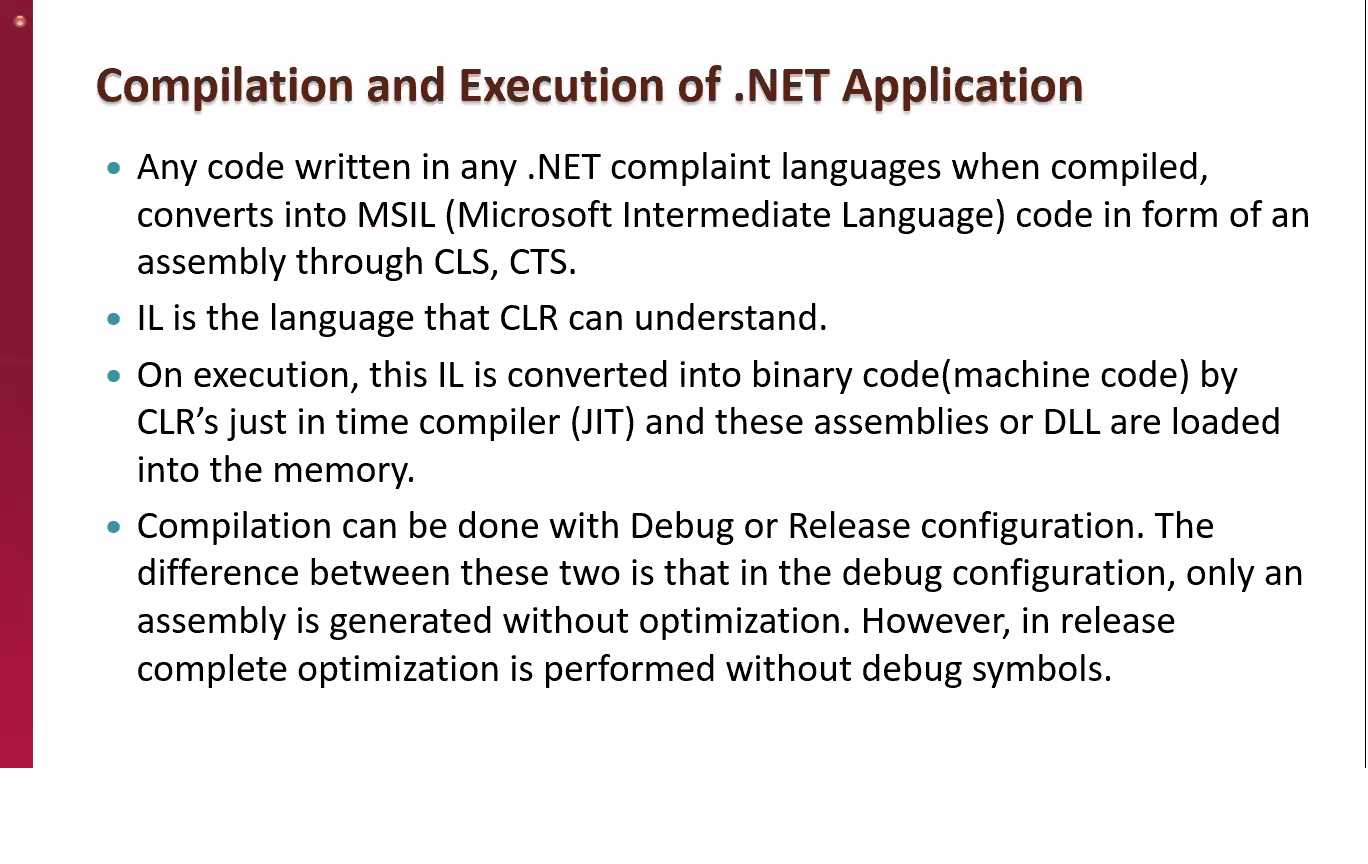 Compilation and Execution of .NET Application
• Any code written in any .NET complaint languages when compiled,
converts into MSIL (Microsoft Intermediate Language) code in form of an
assembly through CLS, CTS.
• IL is the language that CLR can understand.
• On execution, this IL is converted into binary code(machine code) by
CLR’s just in time compiler (JIT) and these assemblies or DLL are loaded
into the memory.
• Compilation can be done with Debug or Release configuration. The
difference between these two is that in the debug configuration, only an
assembly is generated without optimization. However, in release
complete optimization is performed without debug symbols.